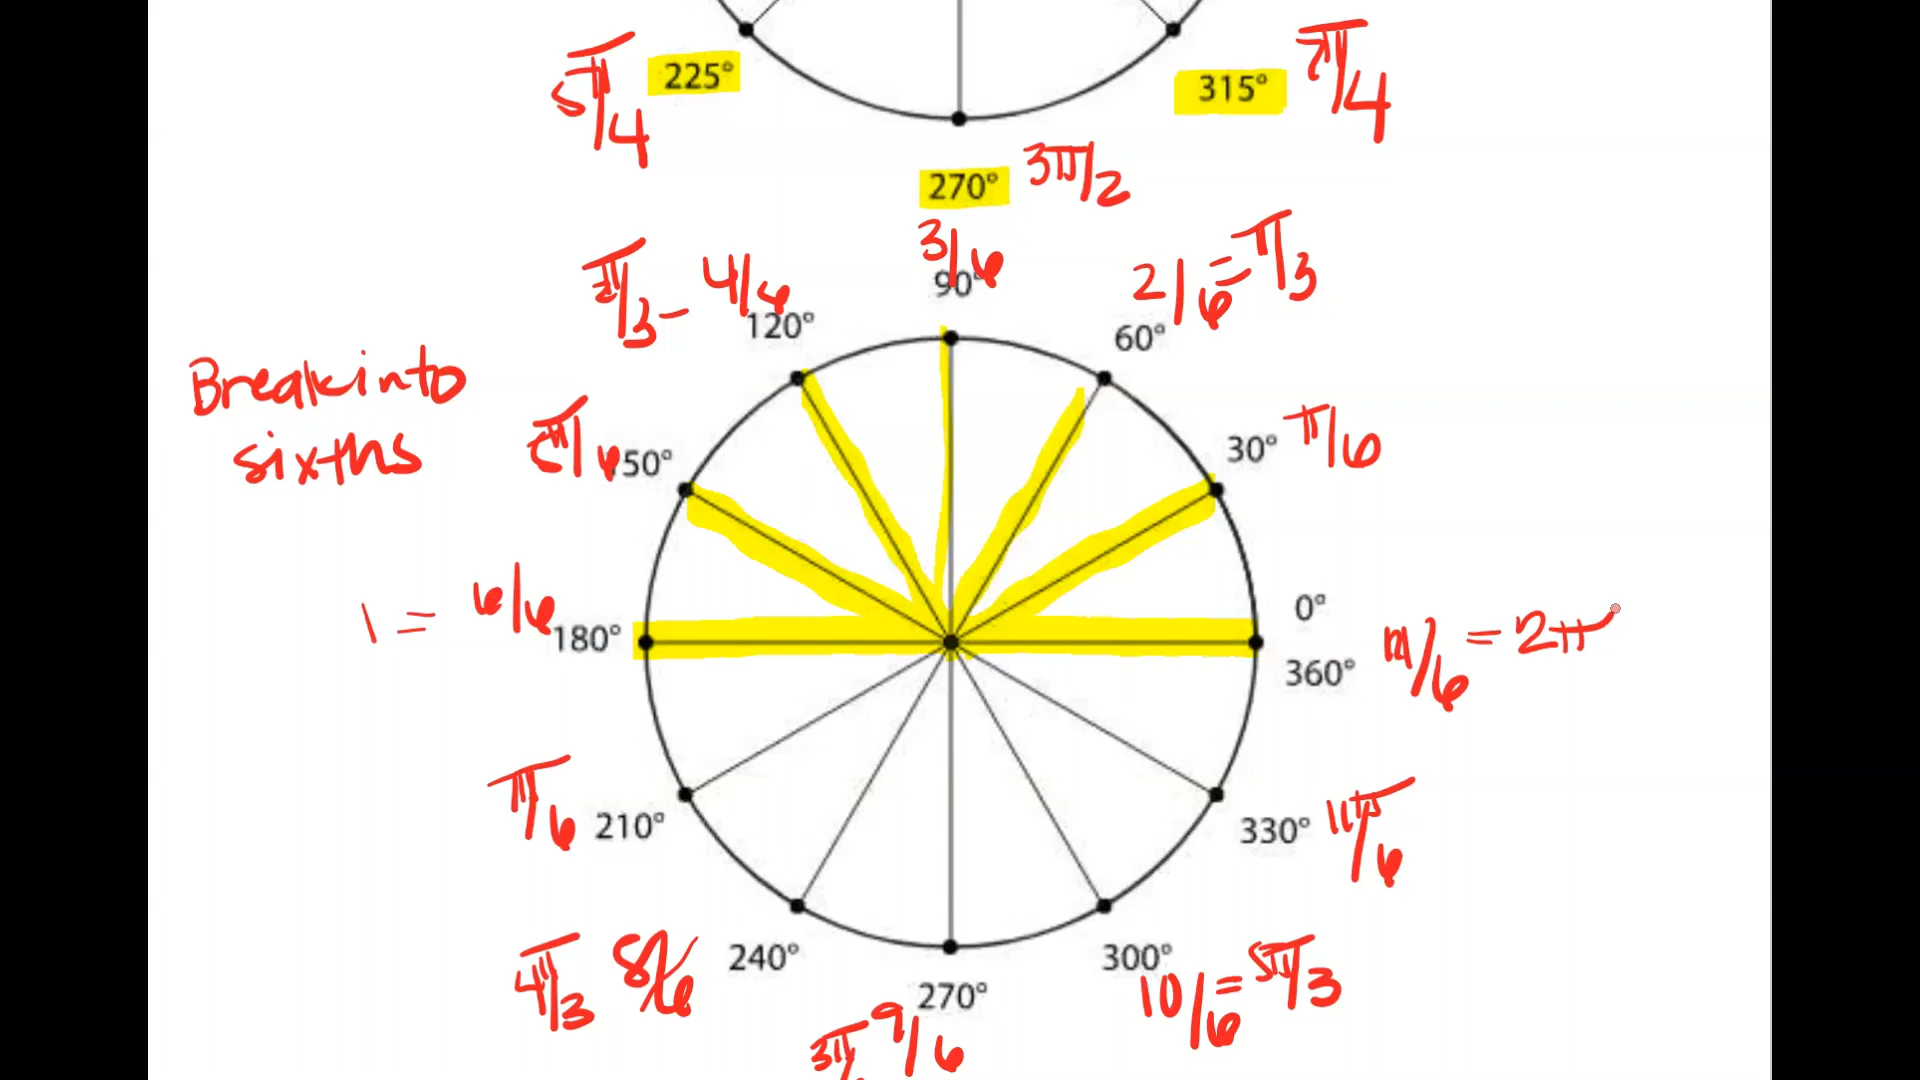 5π/4 225° 315° 7π/4
270° 3π/2
2π/3 - 4/6 3/6 2/6 = π/3
120° 90° 60°
Break into
sixths
5π/6 150° 30° π/6
1 = 6/6 180° 0°
360° 12/6 = 2π
π/6 210° 330° 11π/6
4π/3 8/6 240° 300°
270° 10/6 = 5π/3
3π/ 9/6